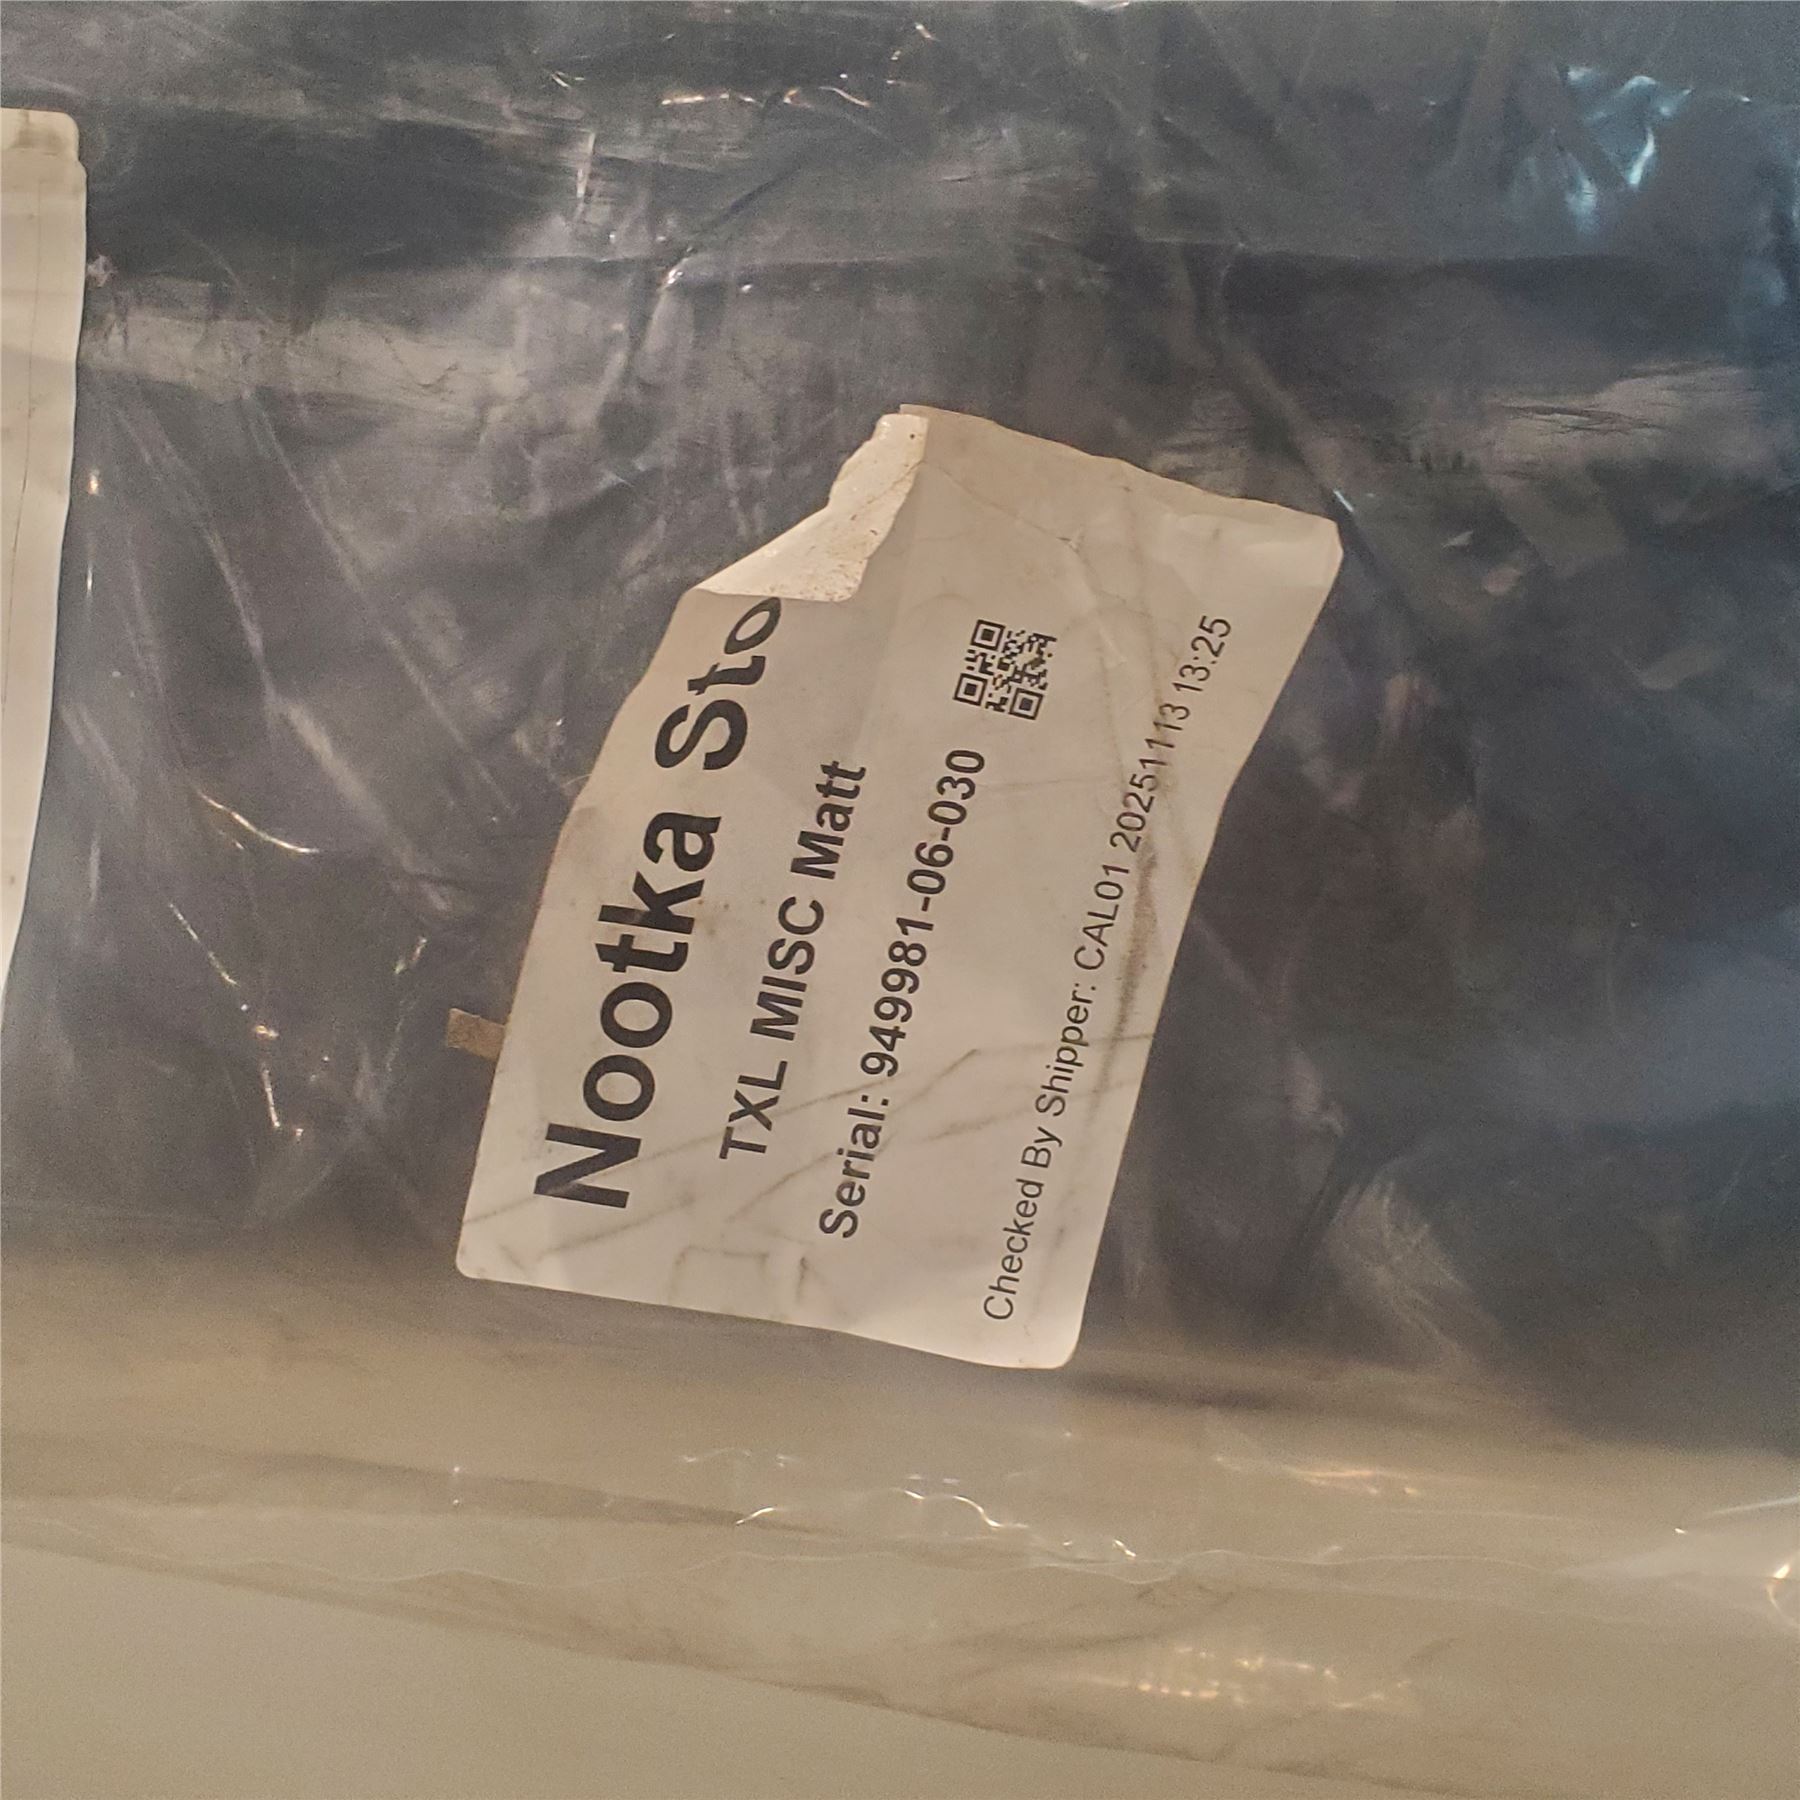 Nootka Sto
TXL MISC Matt
Serial: 949981-06-030
Checked By Shipper: CAL01 20251113 13:25